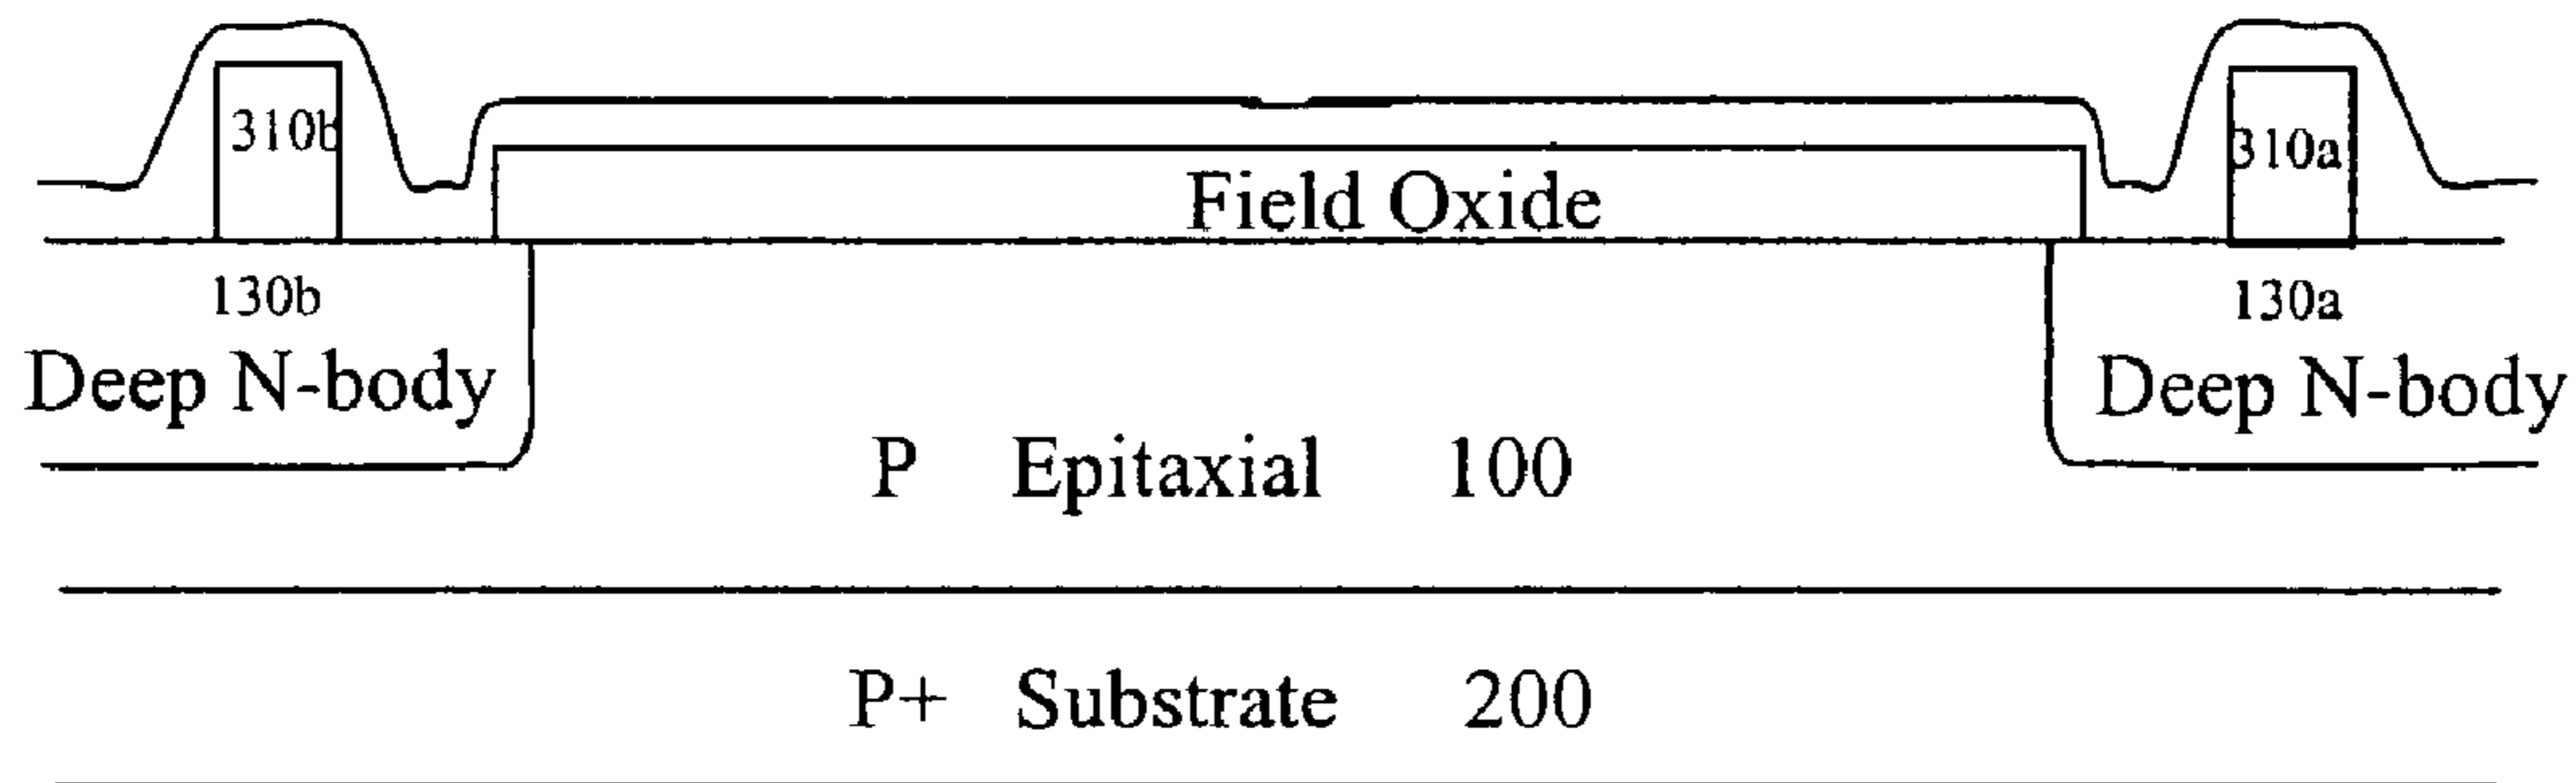 310b
310a
Field Oxide
130b
130a
Deep N-body
Deep N-body
P Epitaxial 100
P+ Substrate 200